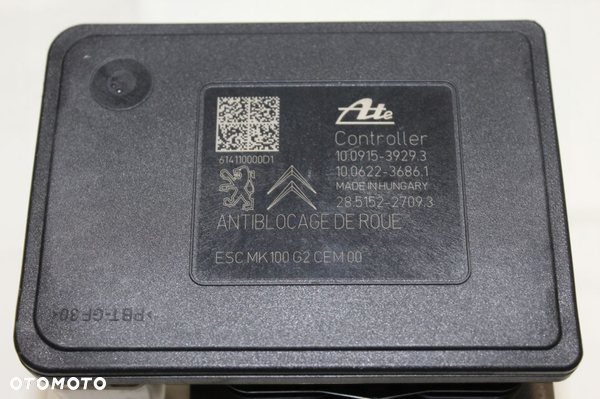 Ate
Controller
10.0915-3929.3
10.0622-3686.1
MADE IN HUNGARY
28.5152-2709.3
614110000D1
ANTIBLOCAGE DE ROUE
ESC MK100 G2 CEM 00
>PBT-GF30<
OTOMOTO